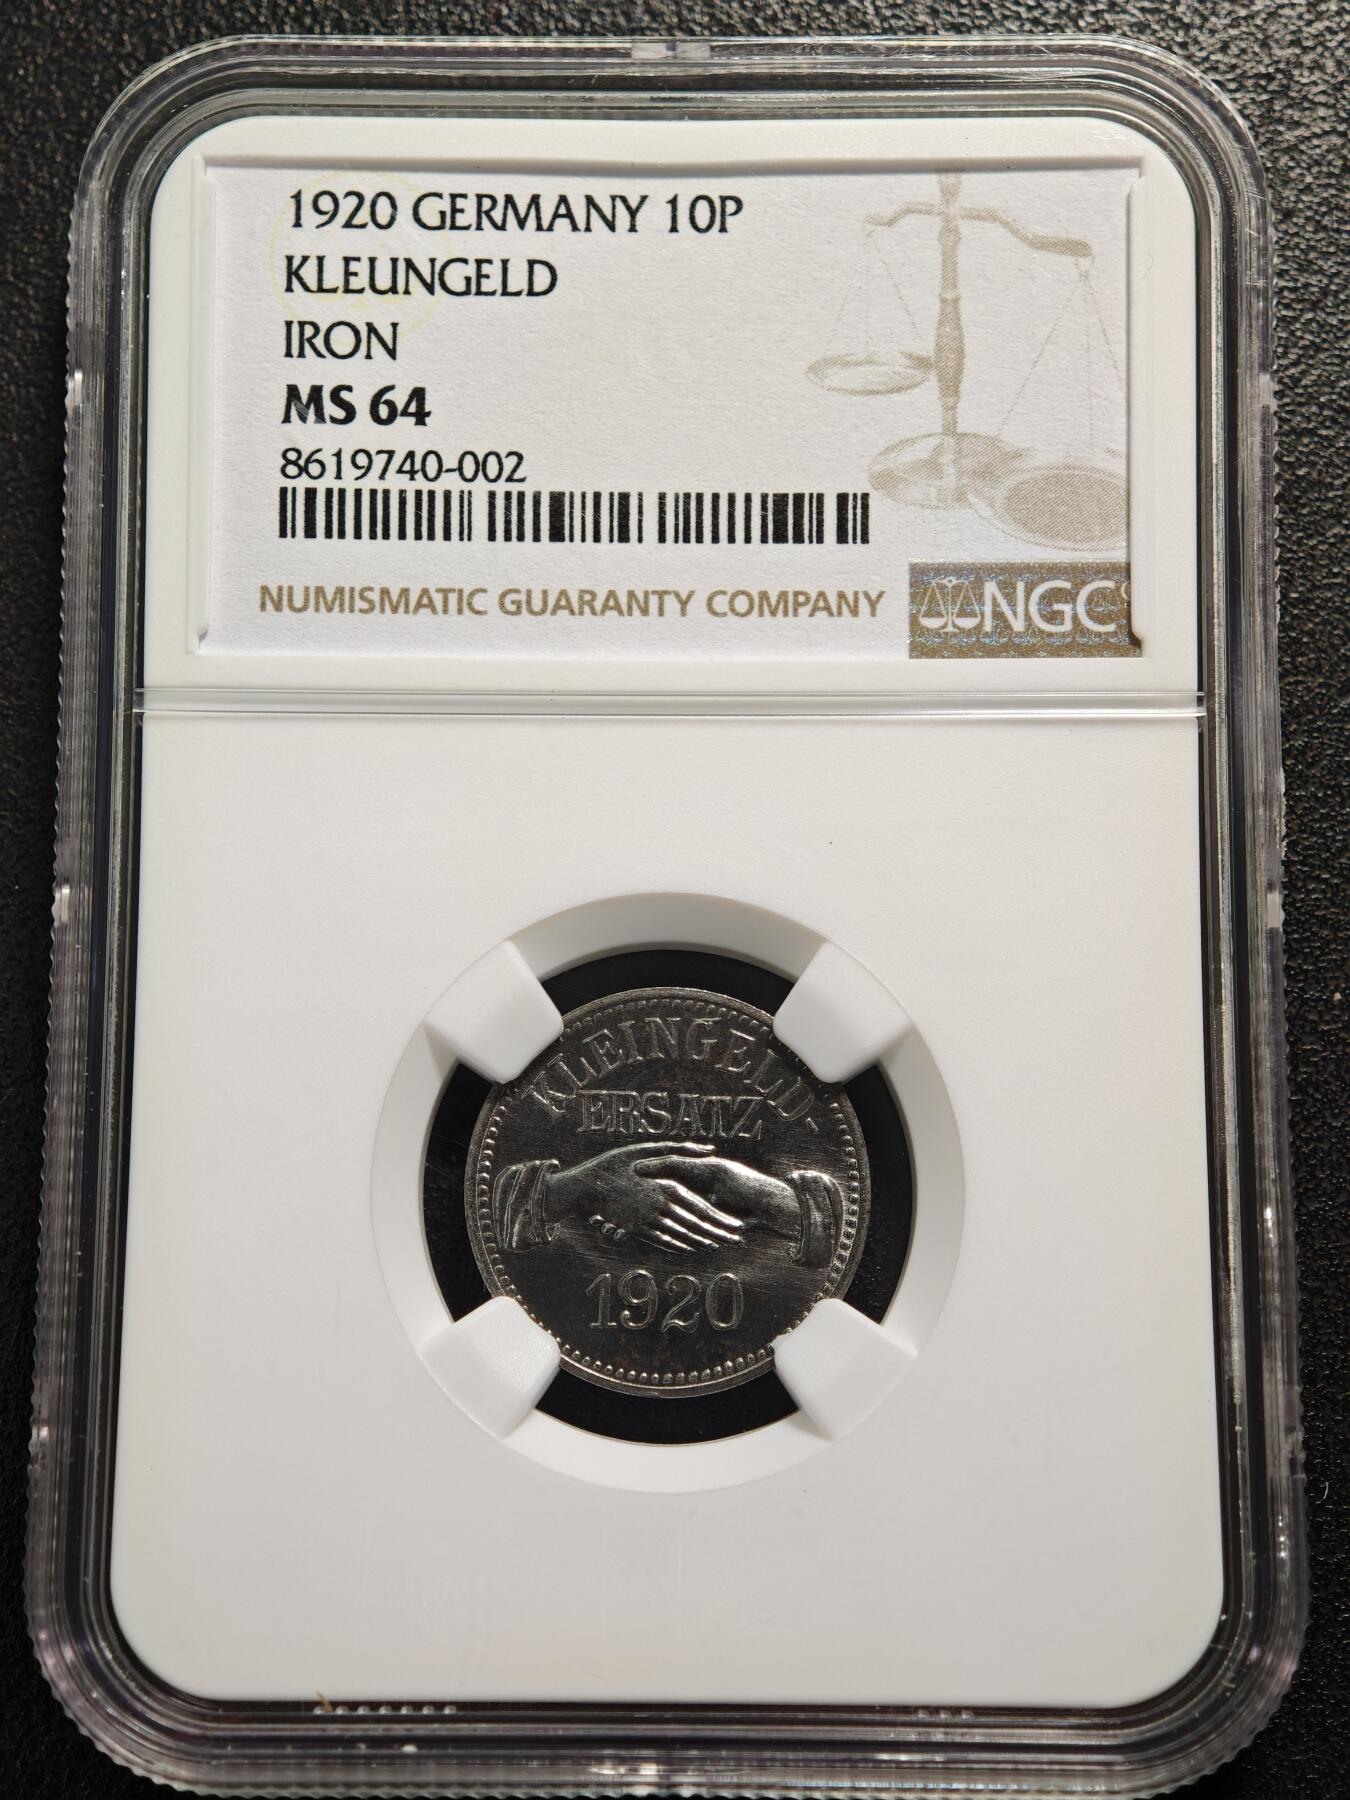 1920 GERMANY 10P
KLEUNGELD
IRON
MS 64
8619740-002
NUMISMATIC GUARANTY COMPANY
NGC
KLEINGELD-
ERSATZ
1920